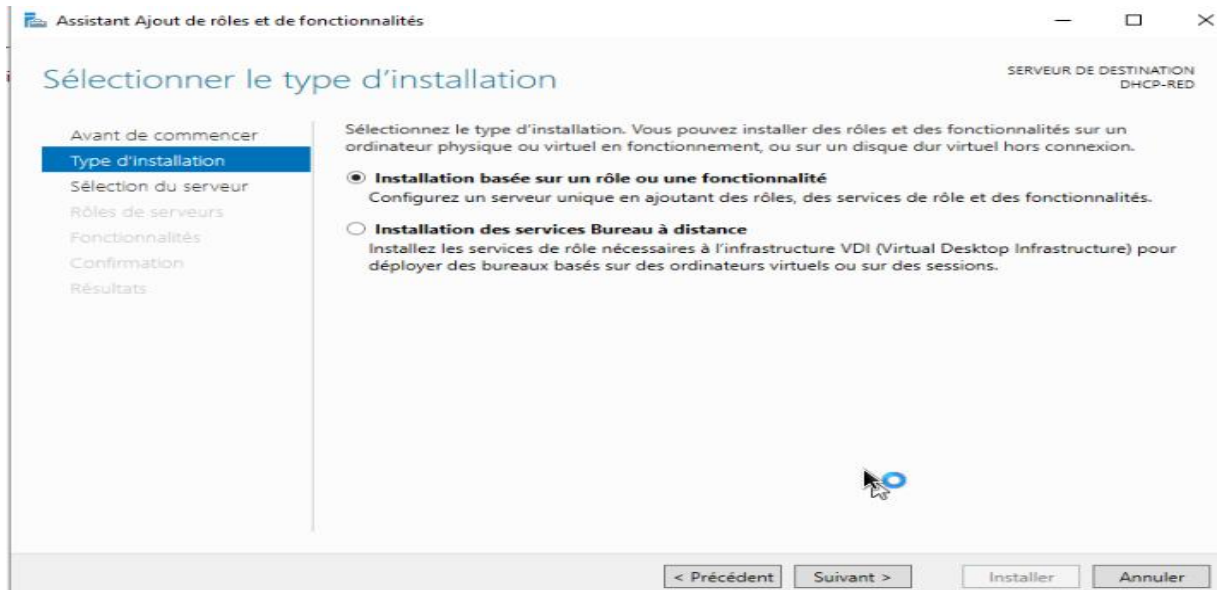 Assistant Ajout de rôles et de fonctionnalités
Sélectionner le type d'installation
SERVEUR DE DESTINATION
DHCP-RED
Avant de commencer
Type d'installation
Sélection du serveur
Rôles de serveurs
Fonctionnalités
Confirmation
Résultats
Sélectionnez le type d'installation. Vous pouvez installer des rôles et des fonctionnalités sur un
ordinateur physique ou virtuel en fonctionnement, ou sur un disque dur virtuel hors connexion.
Installation basée sur un rôle ou une fonctionnalité
Configurez un serveur unique en ajoutant des rôles, des services de rôle et des fonctionnalités.
Installation des services Bureau à distance
Installez les services de rôle nécessaires à l'infrastructure VDI (Virtual Desktop Infrastructure) pour
déployer des bureaux basés sur des ordinateurs virtuels ou sur des sessions.
< Précédent Suivant > Installer Annuler